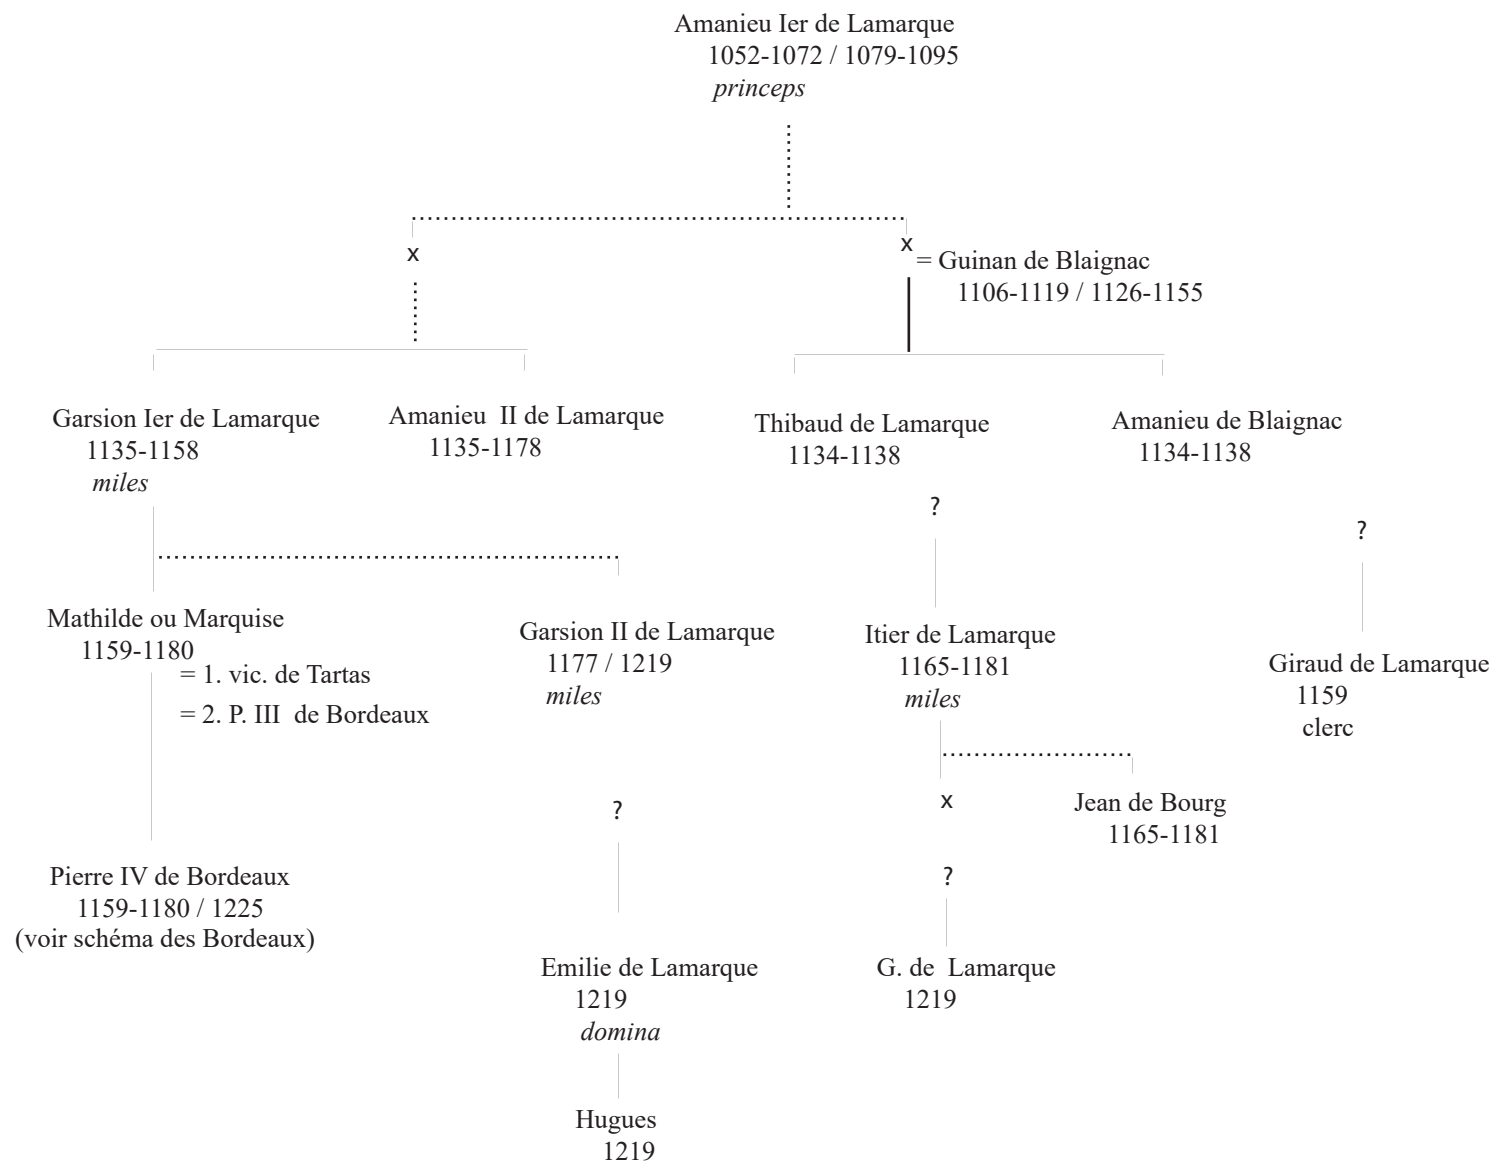 Amanieu Ier de Lamarque
1052-1072 / 1079-1095
princeps
x
x
= Guinan de Blaignac
1106-1119 / 1126-1155
Garsion Ier de Lamarque
1135-1158
miles
Amanieu II de Lamarque
1135-1178
Thibaud de Lamarque
1134-1138
Amanieu de Blaignac
1134-1138
?
?
Mathilde ou Marquise
1159-1180
= 1. vic. de Tartas
= 2. P. III de Bordeaux
Garsion II de Lamarque
1177 / 1219
miles
Itier de Lamarque
1165-1181
miles
Giraud de Lamarque
1159
clerc
?
x
Jean de Bourg
1165-1181
Pierre IV de Bordeaux
1159-1180 / 1225
(voir schéma des Bordeaux)
?
Emilie de Lamarque
1219
domina
G. de Lamarque
1219
Hugues
1219